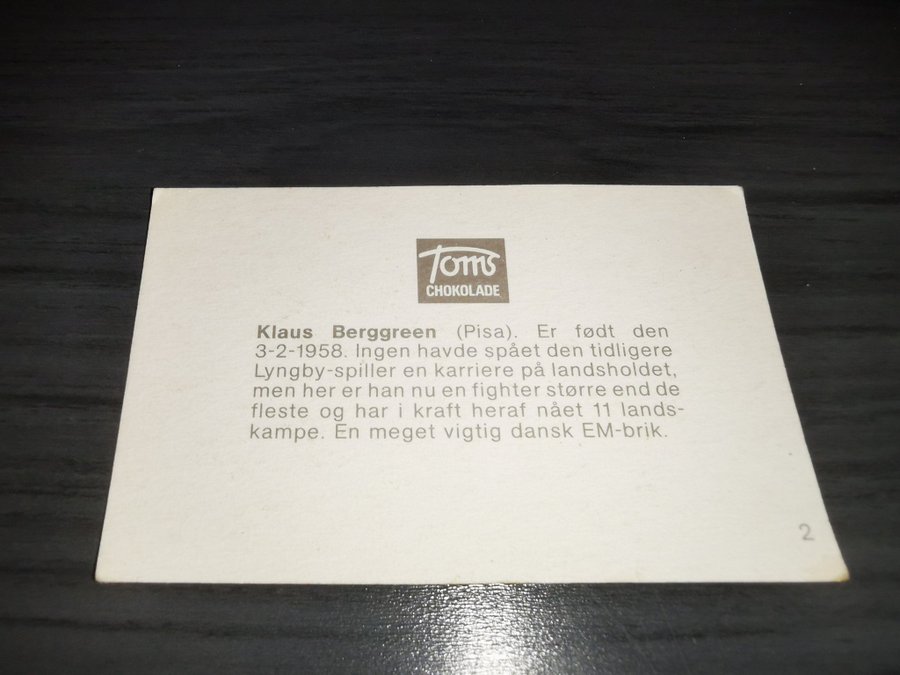 Toms
CHOKOLADE
Klaus Berggreen (Pisa). Er født den
3-2-1958. Ingen havde spået den tidligere
Lyngby-spiller en karriere på landsholdet,
men her er han nu en fighter større end de
fleste og har i kraft heraf nået 11 lands-
kampe. En meget vigtig dansk EM-brik.
2